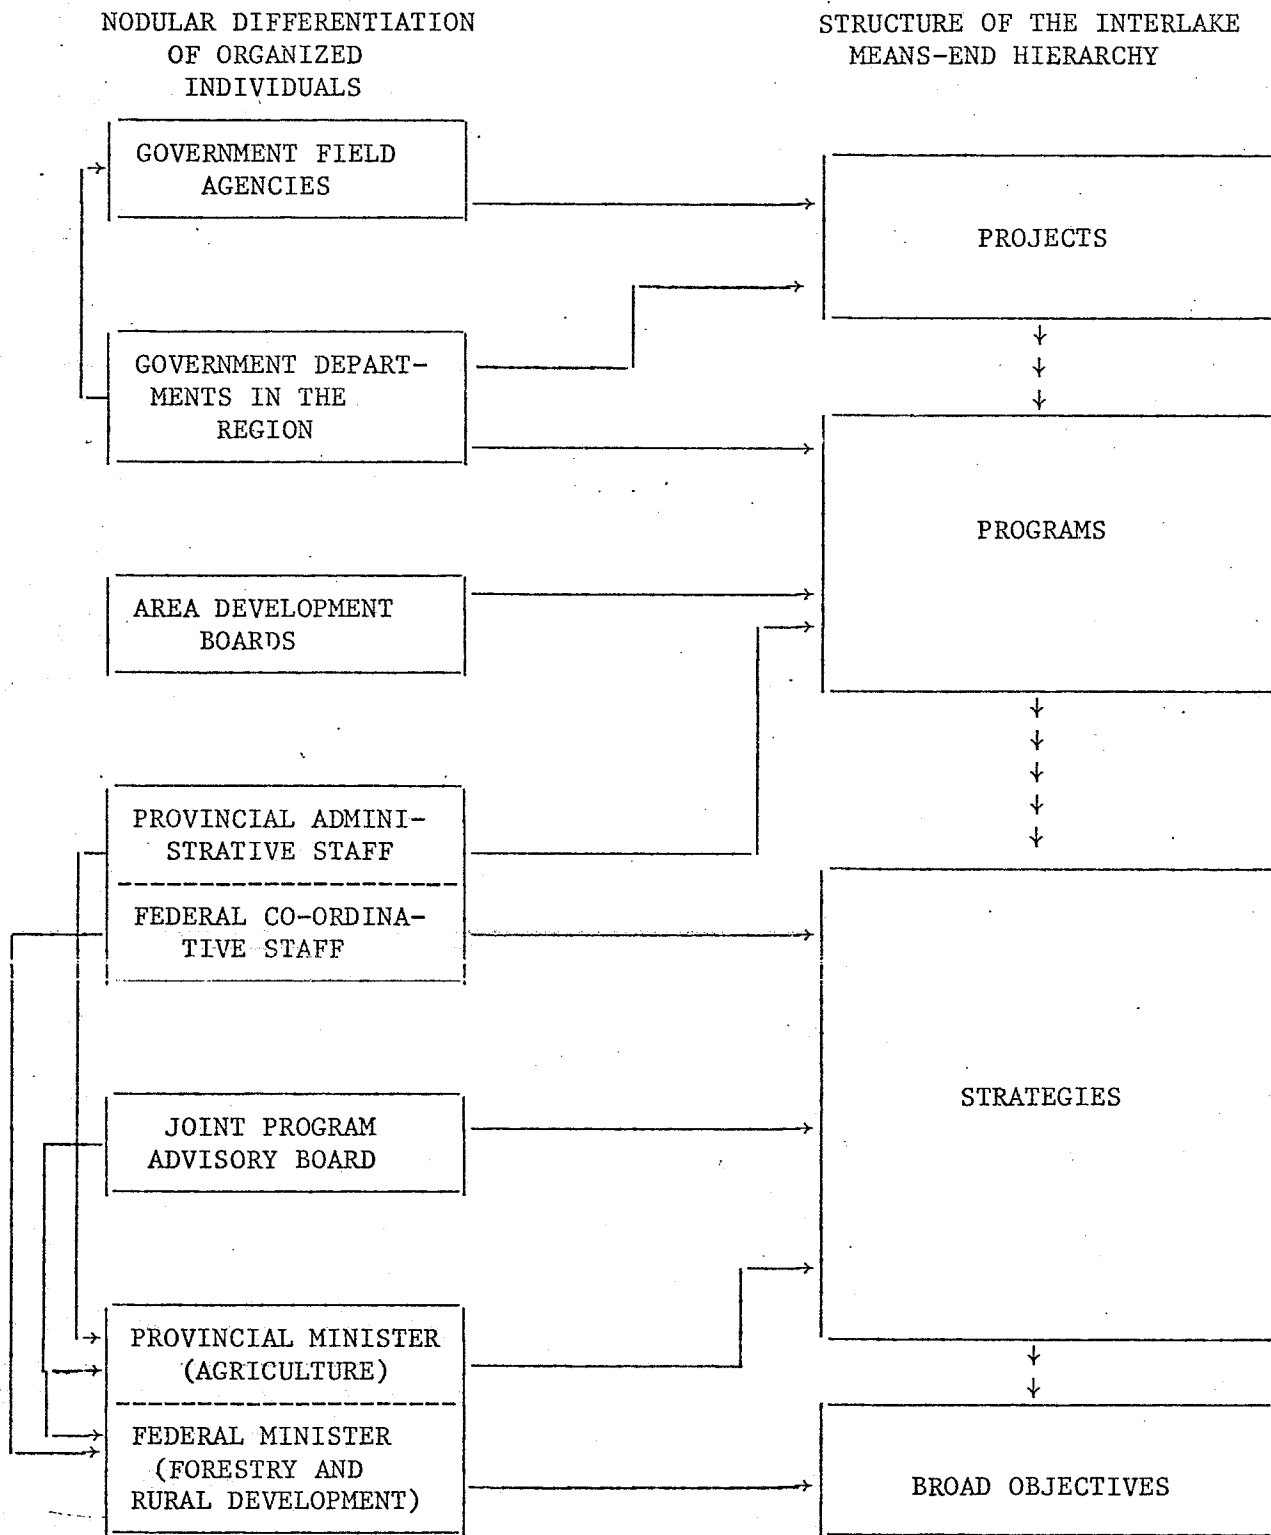 NODULAR DIFFERENTIATION
OF ORGANIZED
INDIVIDUALS
STRUCTURE OF THE INTERLAKE
MEANS-END HIERARCHY
GOVERNMENT FIELD
AGENCIES
PROJECTS
GOVERNMENT DEPART-
MENTS IN THE
REGION
PROGRAMS
AREA DEVELOPMENT
BOARDS
PROVINCIAL ADMINI-
STRATIVE STAFF
FEDERAL CO-ORDINA-
TIVE STAFF
STRATEGIES
JOINT PROGRAM
ADVISORY BOARD
PROVINCIAL MINISTER
(AGRICULTURE)
FEDERAL MINISTER
(FORESTRY AND
RURAL DEVELOPMENT)
BROAD OBJECTIVES